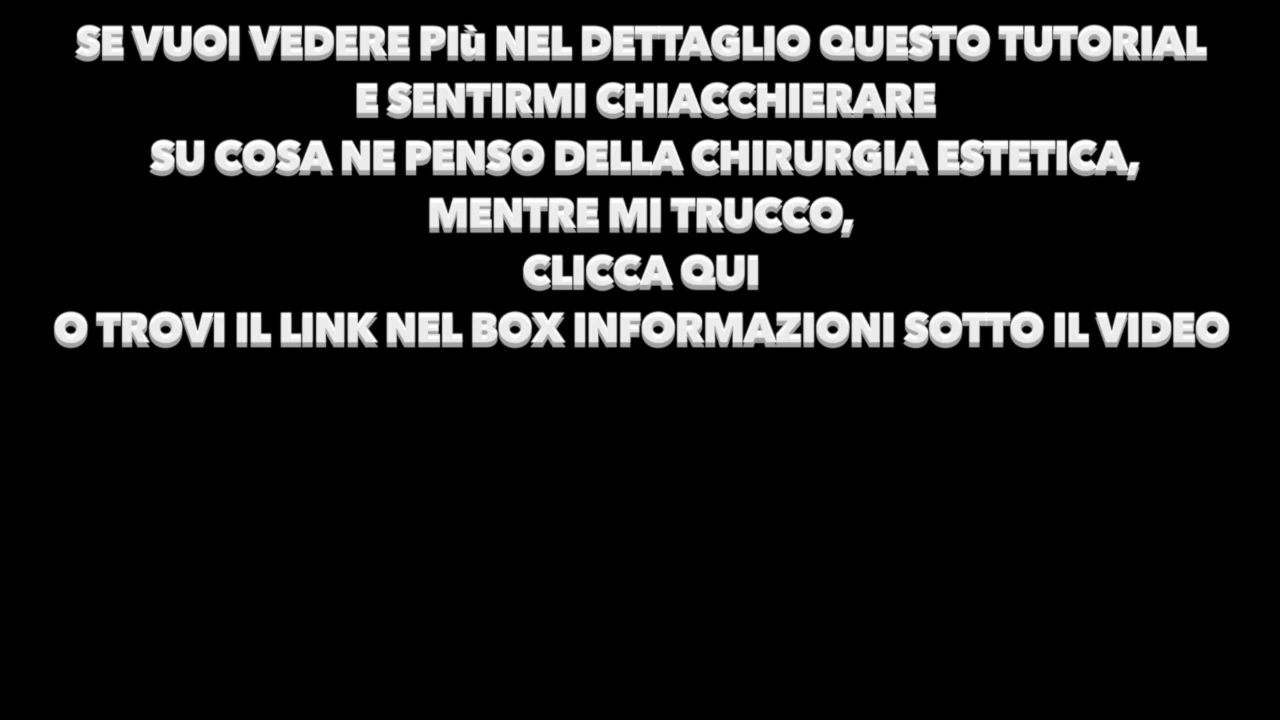 SE VUOI VEDERE PIù NEL DETTAGLIO QUESTO TUTORIAL
E SENTIRMI CHIACCHIERARE
SU COSA NE PENSO DELLA CHIRURGIA ESTETICA,
MENTRE MI TRUCCO,
CLICCA QUI
O TROVI IL LINK NEL BOX INFORMAZIONI SOTTO IL VIDEO